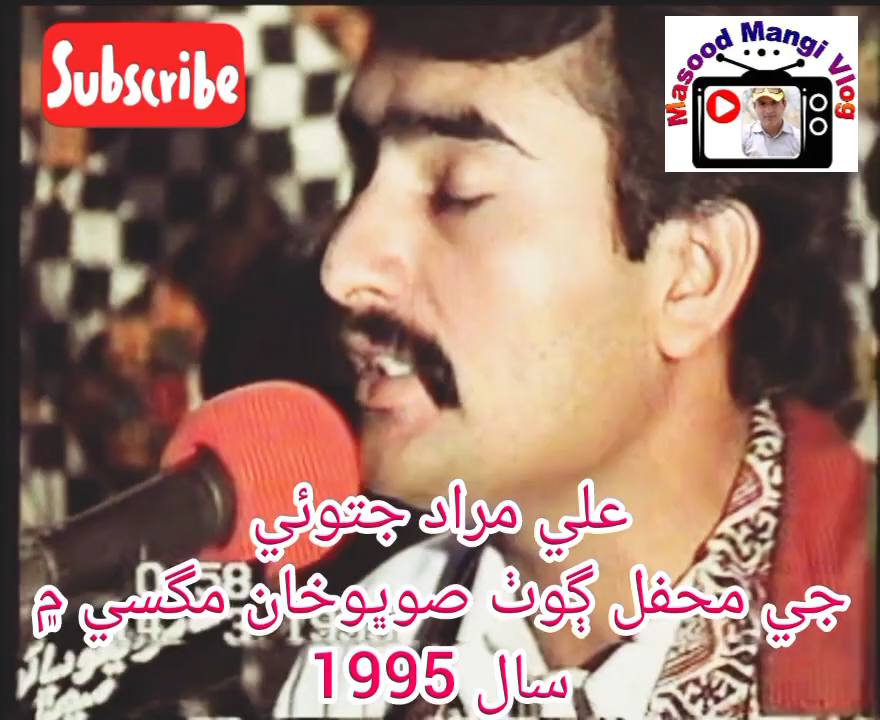 Subscribe
Masood Mangi Vlog
علي مراد جتوئي
جي محفل ڳوٺ صوڀوخان مگسي ۾
سال 1995